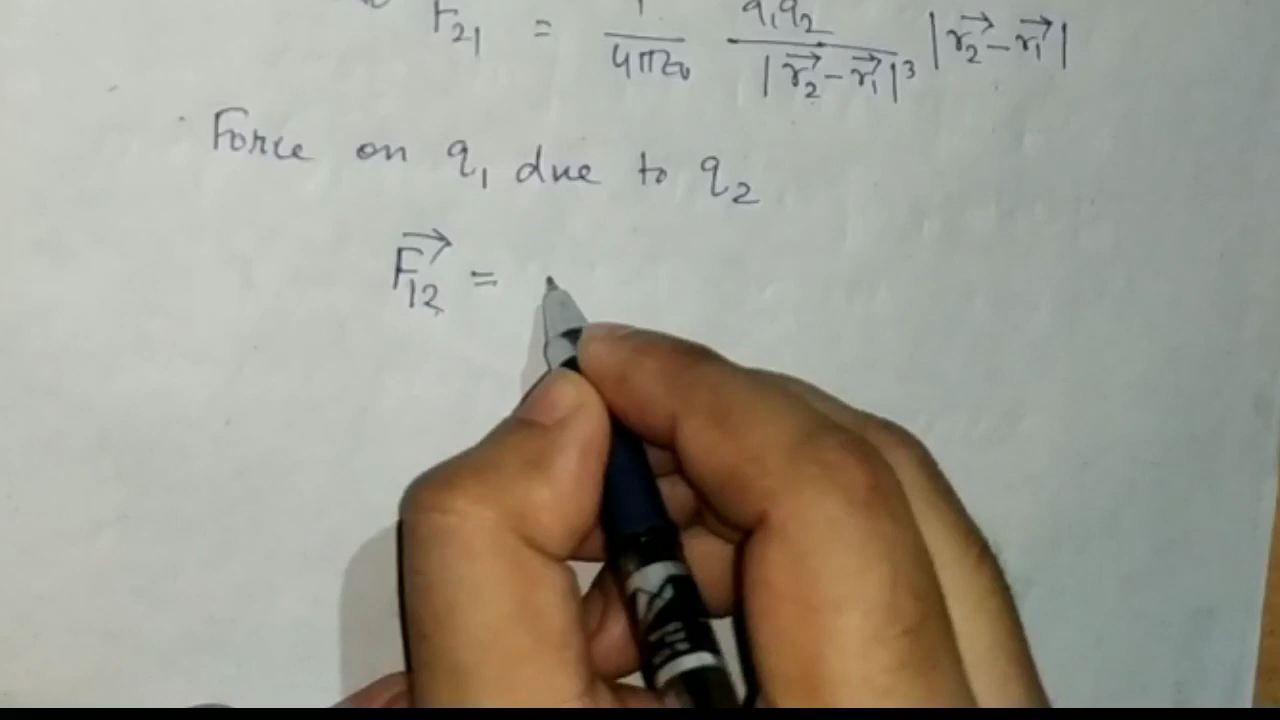 F₂₁ = 1/4πε₀ q₁q₂/|r₂⃗ − r₁⃗|³ |r₂⃗ − r₁⃗|
Force on q₁ due to q₂
F₁₂⃗ =